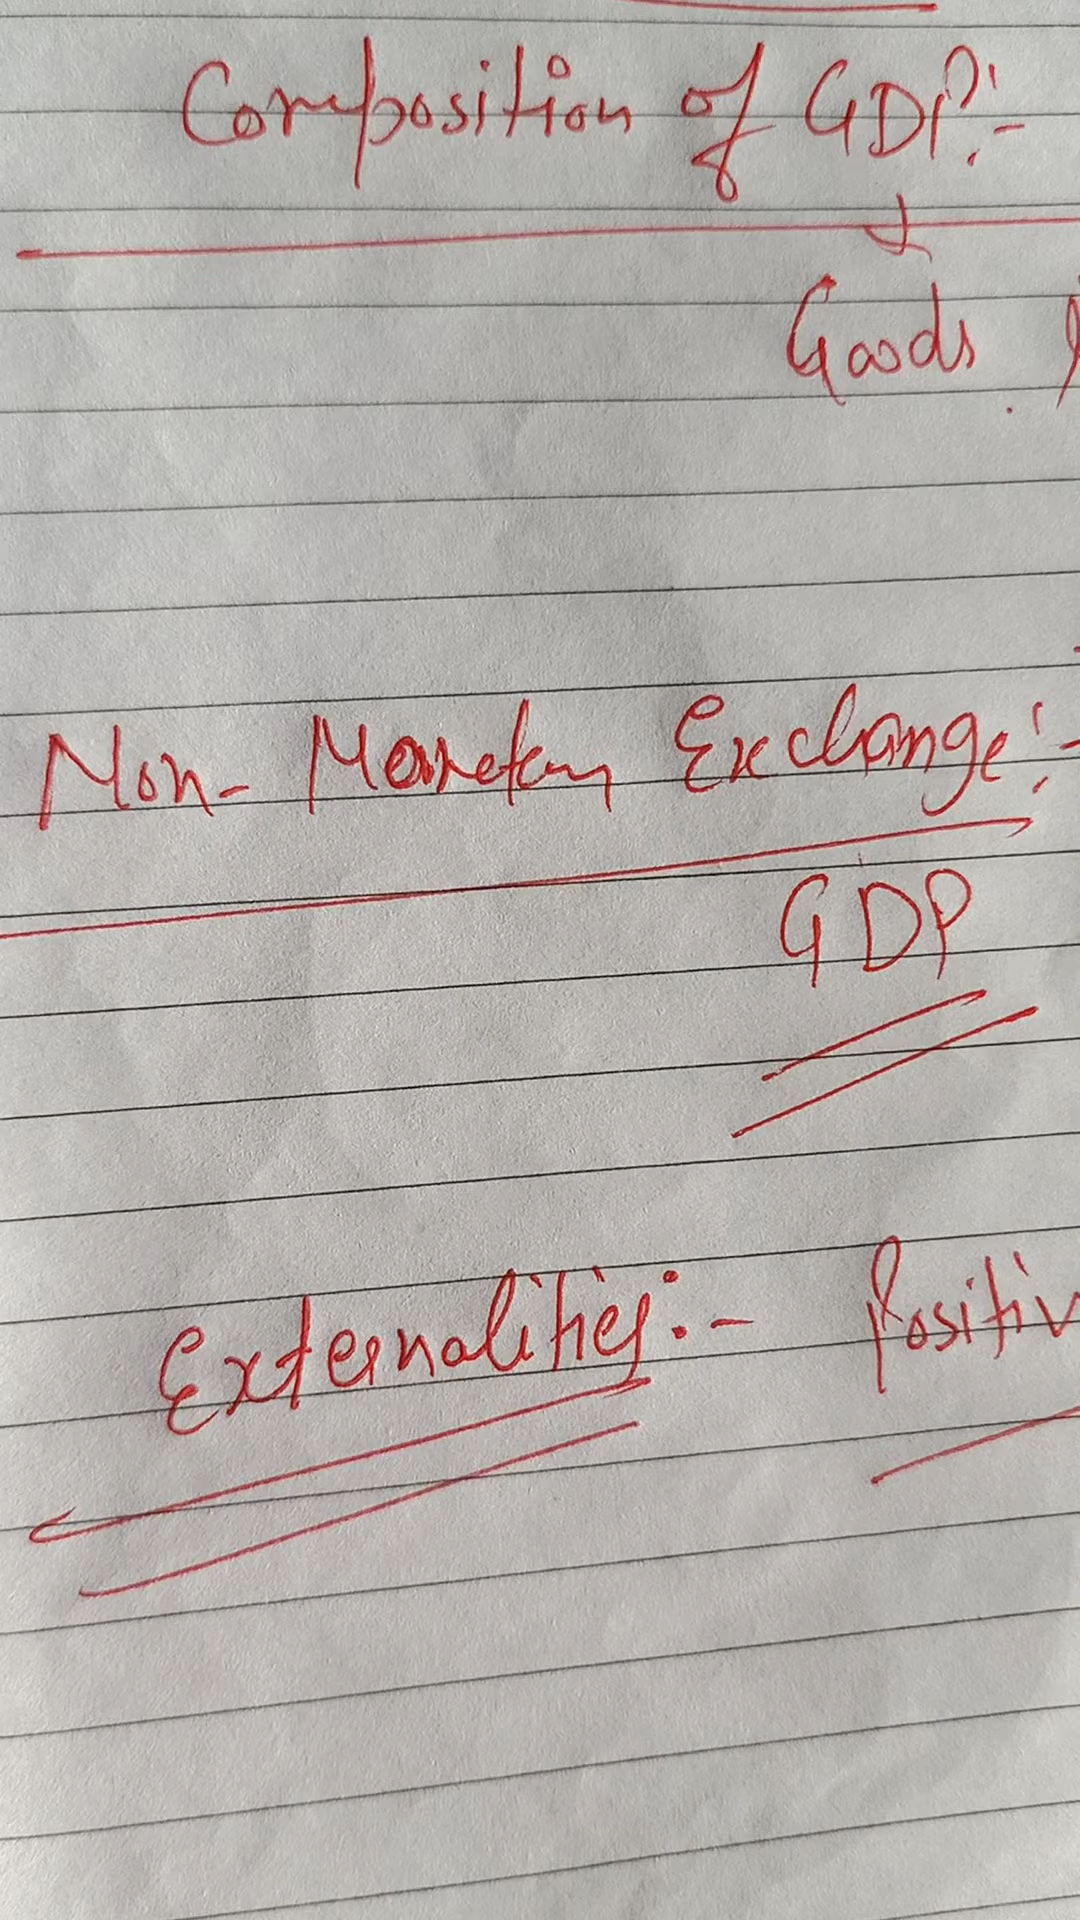 Composition of GDP:-
Goods
Non-Monetary Exchange:-
GDP
Externalities:- Positiv